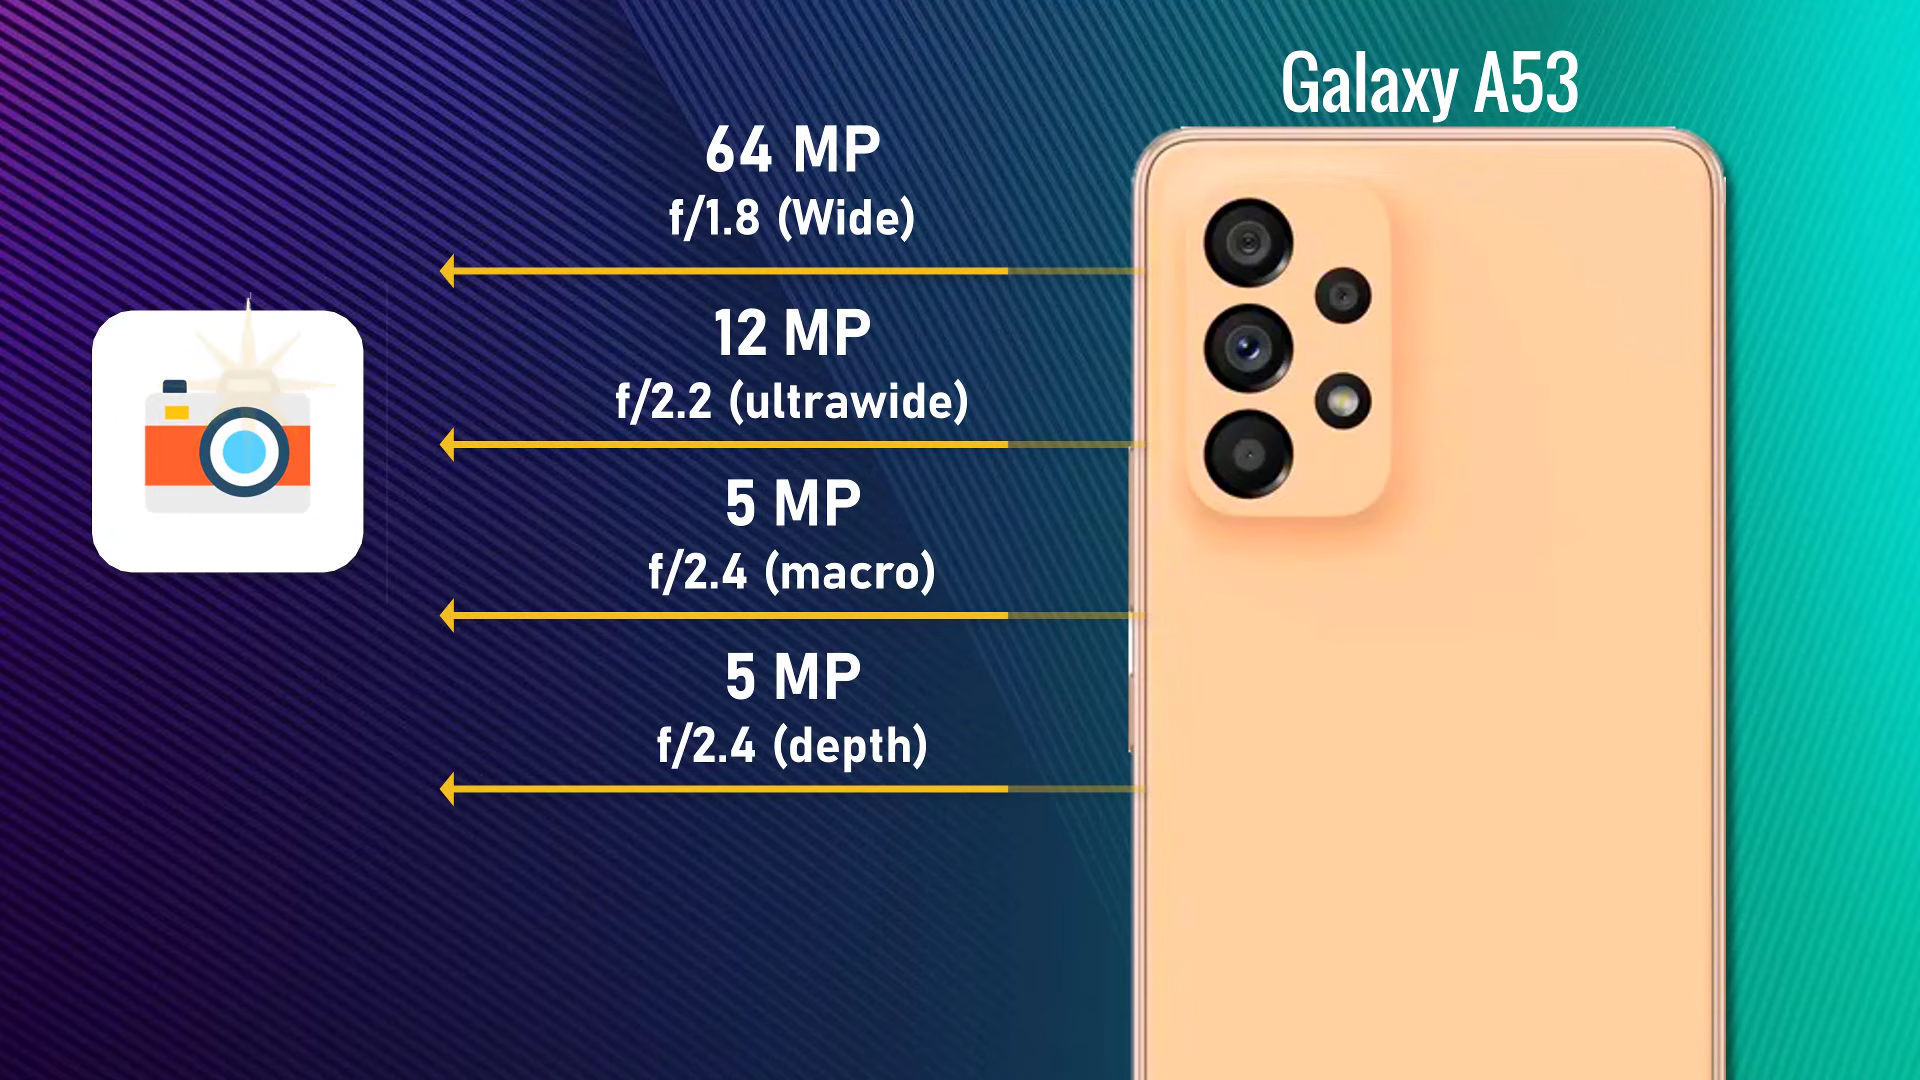 Galaxy A53
64 MP
f/1.8 (Wide)
12 MP
f/2.2 (ultrawide)
5 MP
f/2.4 (macro)
5 MP
f/2.4 (depth)